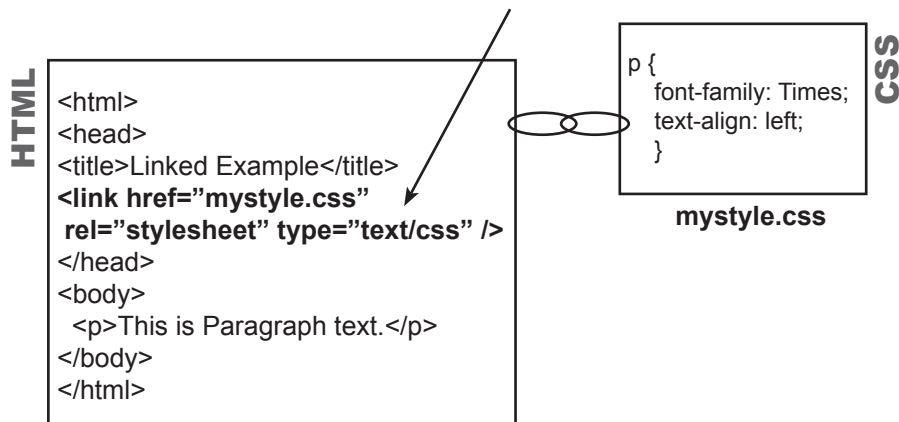 HTML
<html>
<head>
<title>Linked Example</title>
<link href=”mystyle.css”
rel=”stylesheet” type=”text/css” />
</head>
<body>
<p>This is Paragraph text.</p>
</body>
</html>
p {
font-family: Times;
text-align: left;
}
CSS
mystyle.css